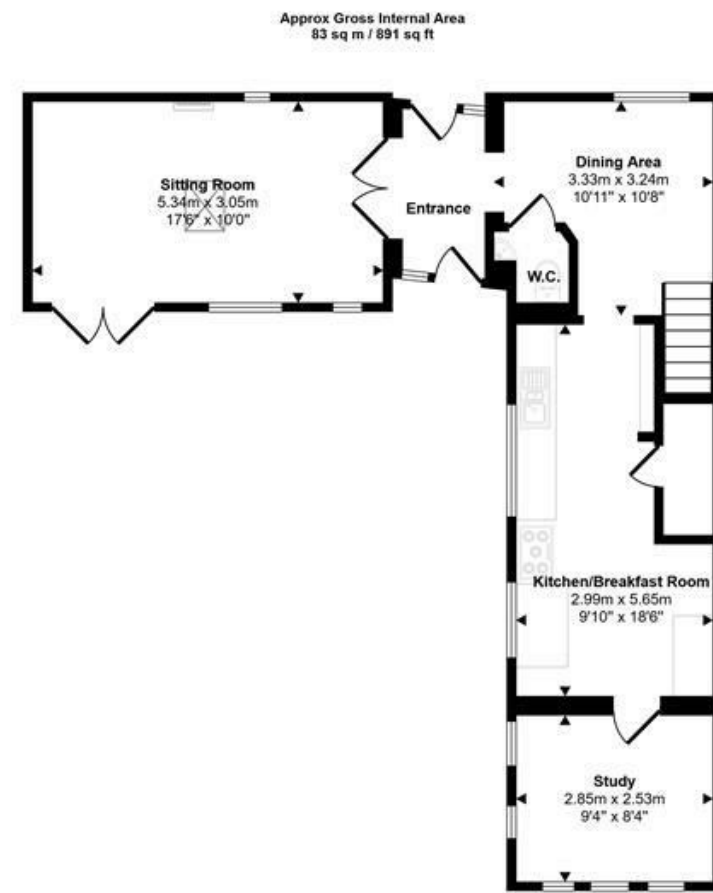 Approx Gross Internal Area
83 sq m / 891 sq ft
Sitting Room
5.34m x 3.05m
17'6" x 10'0"
Entrance
Dining Area
3.33m x 3.24m
10'11" x 10'8"
W.C.
Kitchen/Breakfast Room
2.99m x 5.65m
9'10" x 18'6"
Study
2.85m x 2.53m
9'4" x 8'4"